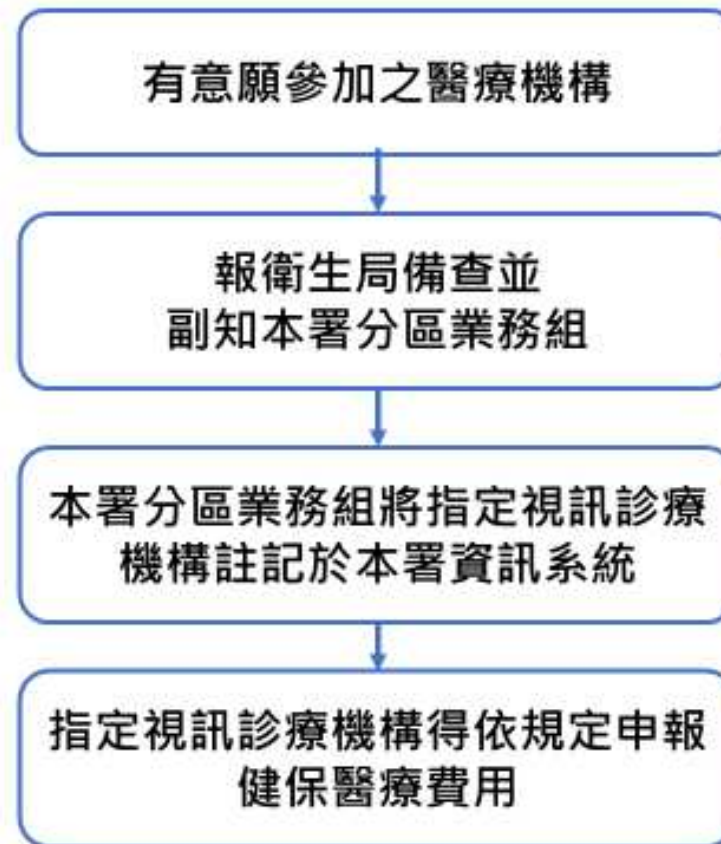 有意願參加之醫療機構
報衛生局備查並
副知本署分區業務組
本署分區業務組將指定視訊診療
機構註記於本署資訊系統
指定視訊診療機構得依規定申報
健保醫療費用